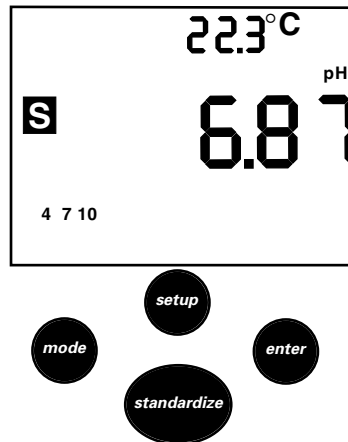 22.3°C
pH
S
6.87
4 7 10
setup
mode
enter
standardize